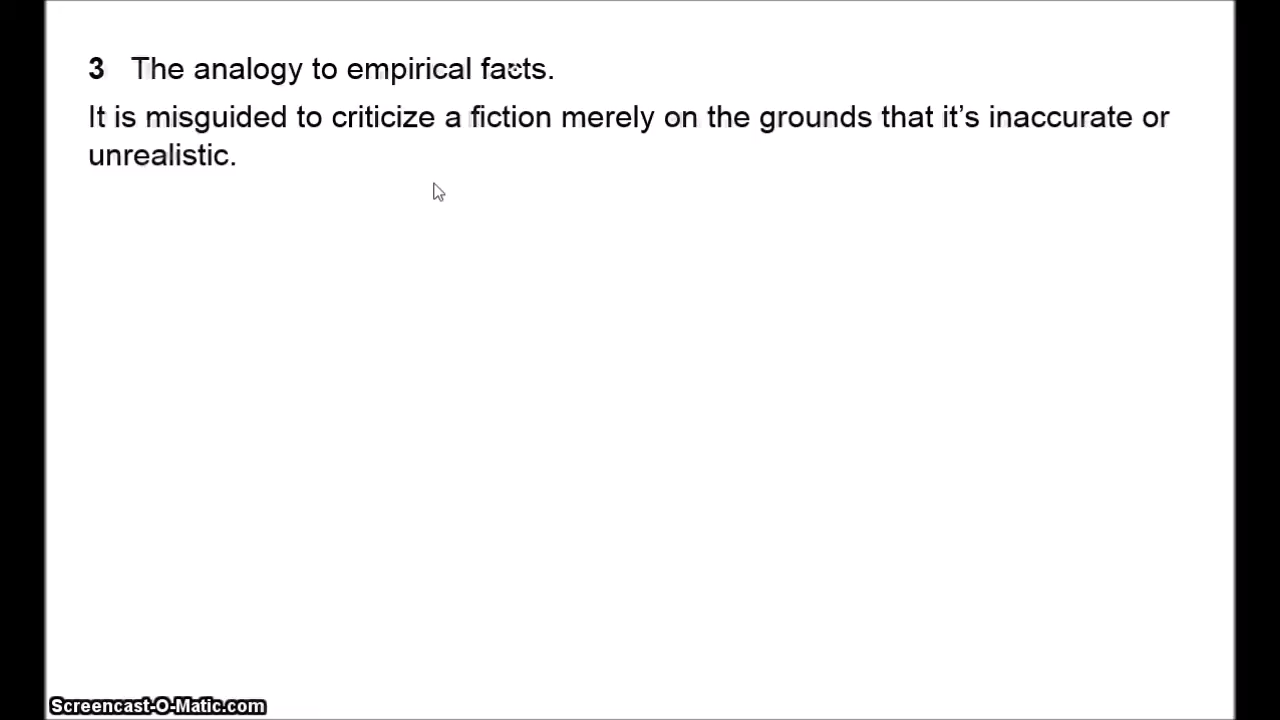 3 The analogy to empirical facts.
It is misguided to criticize a fiction merely on the grounds that it’s inaccurate or
unrealistic.
Screencast-O-Matic.com